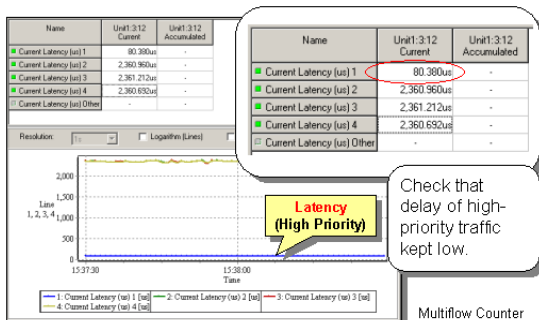 Name Unit1:3:12 Current Unit1:3:12 Accumulated
Current Latency (us) 1 80.380us -
Current Latency (us) 2 2,360.960us -
Current Latency (us) 3 2,361.212us -
Current Latency (us) 4 2,360.692us -
Current Latency (us) Other - -
Resolution: 1s Logarithm (Lines)
Name Unit1:3:12 Current Unit1:3:12 Accumulated
Current Latency (us) 1 80.380us -
Current Latency (us) 2 2,360.960us -
Current Latency (us) 3 2,361.212us -
Current Latency (us) 4 2,360.692us -
Current Latency (us) Other - -
2,000
1,500
Line
1, 2, 3, 4 1,000
500
0
15:37:30 15:38:00
Time
Latency
(High Priority)
Check that
delay of high-
priority traffic
kept low.
1: Current Latency (us) 1 [us] 2: Current Latency (us) 2 [us] 3: Current Latency (us) 3 [us]
4: Current Latency (us) 4 [us]
Multiflow Counter